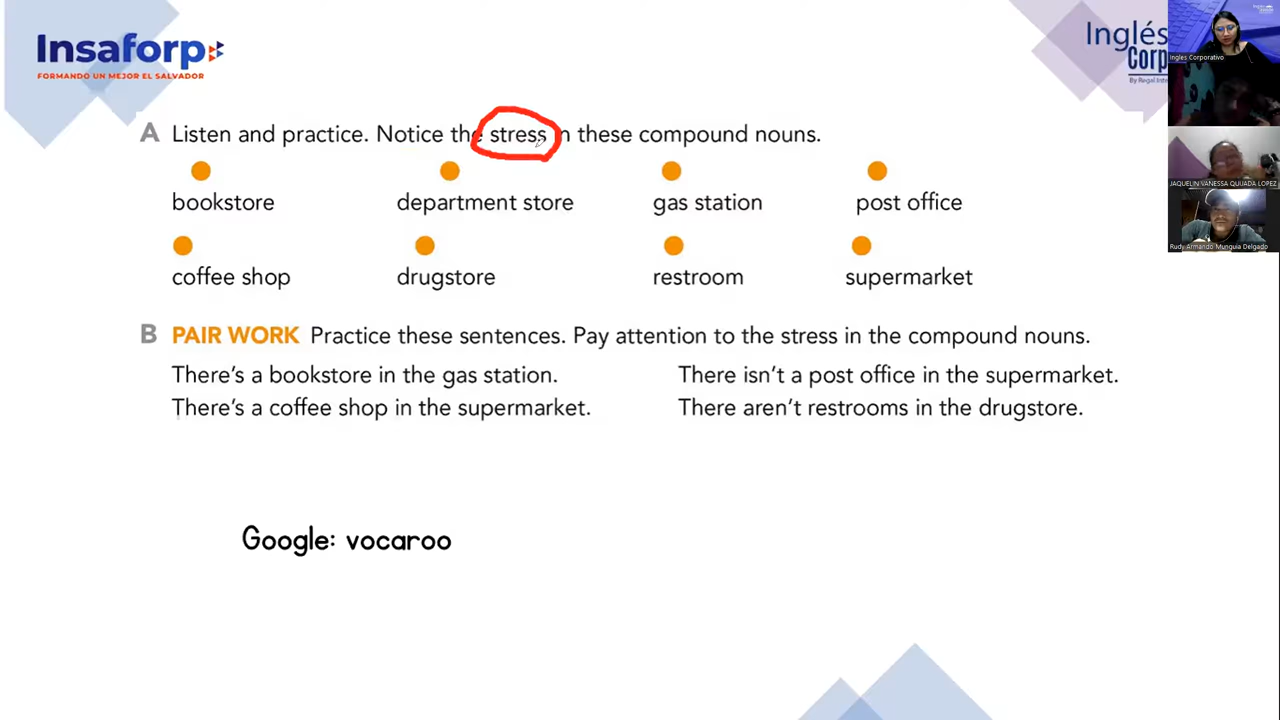 Insaforp
FORMANDO UN MEJOR EL SALVADOR
Inglés
Corp
By Regal Inte
Ingles Corporativo
JAQUELIN VANESSA QUIJADA LOPEZ
Rudy Armando Munguia Delgado
A Listen and practice. Notice the stress in these compound nouns.
bookstore department store gas station post office
coffee shop drugstore restroom supermarket
B PAIR WORK Practice these sentences. Pay attention to the stress in the compound nouns.
There's a bookstore in the gas station. There isn't a post office in the supermarket.
There's a coffee shop in the supermarket. There aren't restrooms in the drugstore.
Google: vocaroo